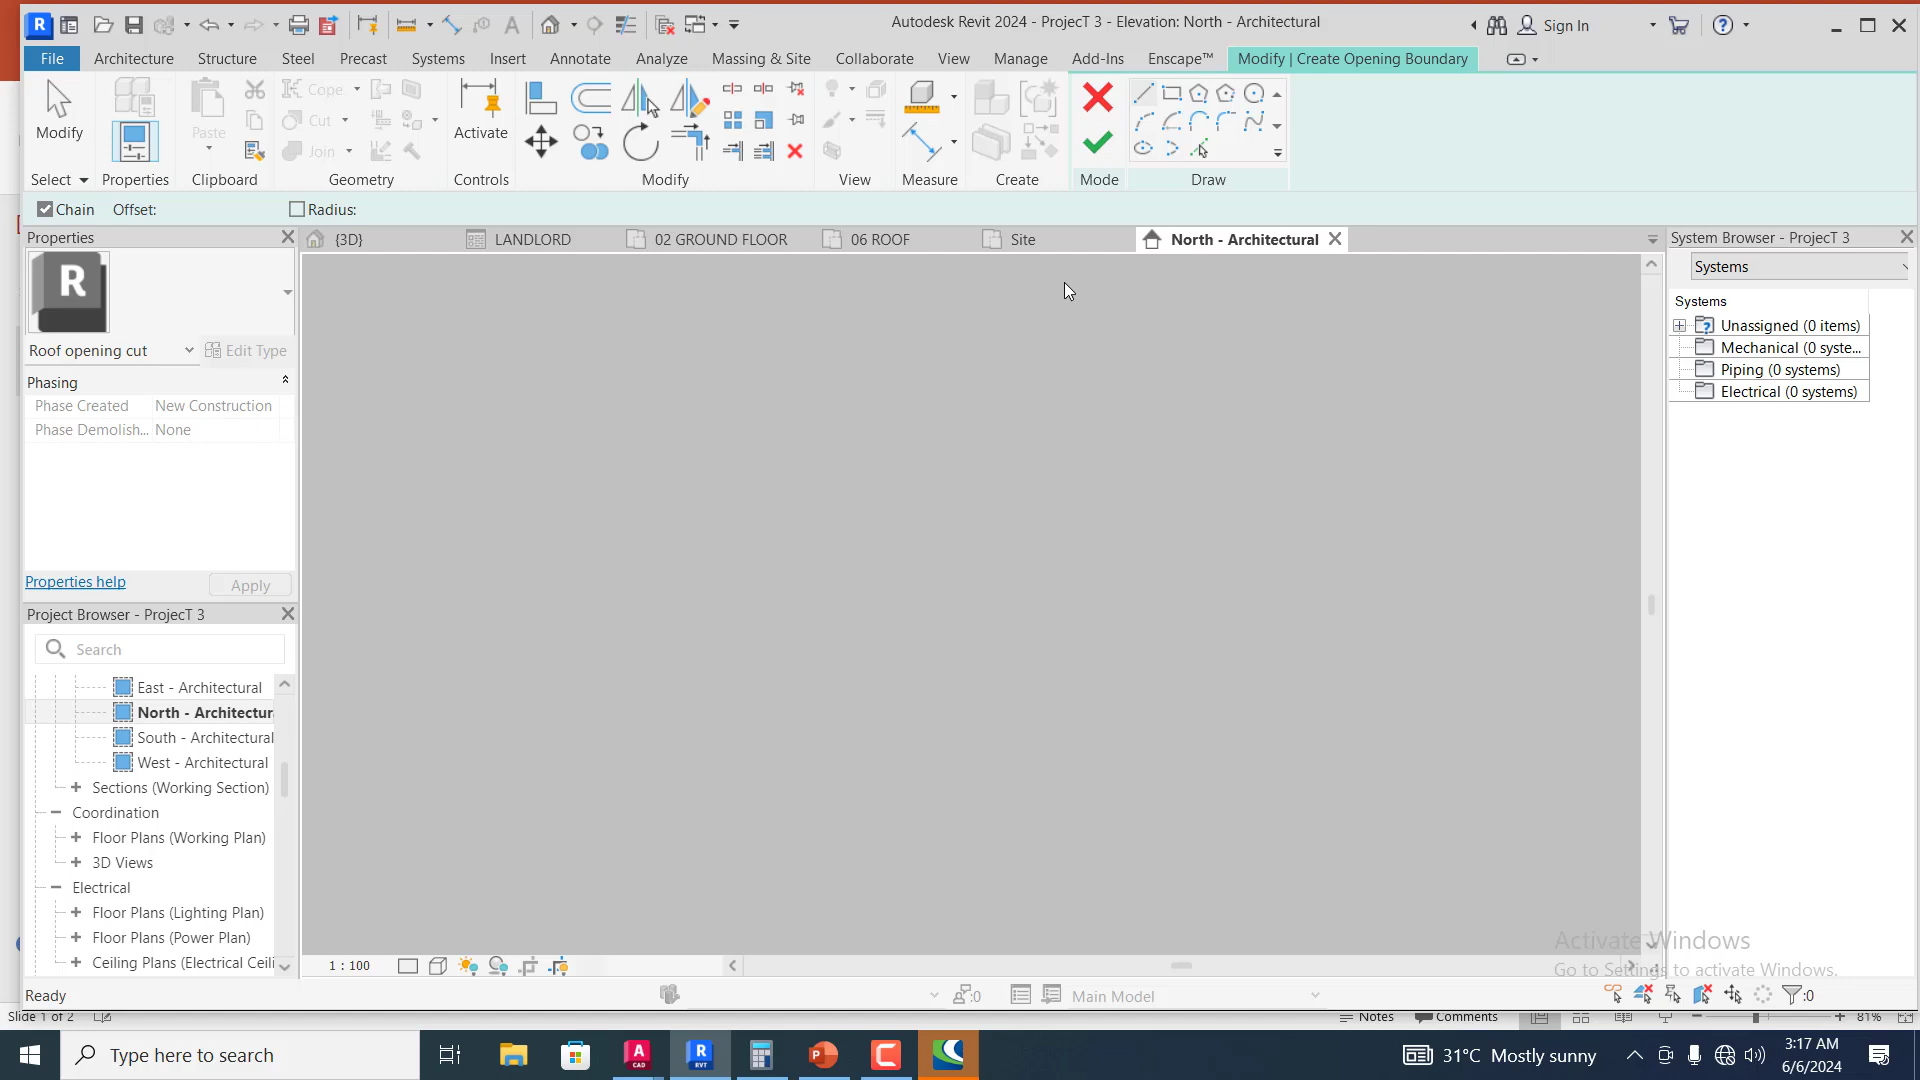 Autodesk Revit 2024 - ProjecT 3 - Elevation: North - Architectural
Sign In
File Architecture Structure Steel Precast Systems Insert Annotate Analyze Massing & Site Collaborate View Manage Add-Ins Enscape™ Modify | Create Opening Boundary
Modify
Paste
Cope
Cut
Join
Activate
Select Properties Clipboard Geometry Controls Modify View Measure Create Mode Draw
Chain Offset: Radius:
Properties
{3D} LANDLORD 02 GROUND FLOOR 06 ROOF Site North - Architectural
System Browser - ProjecT 3
R
Roof opening cut Edit Type
Phasing
Phase Created New Construction
Phase Demolish... None
Properties help Apply
Systems
Systems
Unassigned (0 items)
Mechanical (0 syste...
Piping (0 systems)
Electrical (0 systems)
Project Browser - ProjecT 3
Search
East - Architectural
North - Architectur
South - Architectural
West - Architectural
Sections (Working Section)
Coordination
Floor Plans (Working Plan)
3D Views
Electrical
Floor Plans (Lighting Plan)
Floor Plans (Power Plan)
Ceiling Plans (Electrical Ceili
1 : 100
Activate Windows
Go to Settings to activate Windows.
Ready
:0
Main Model
:0
Slide 1 of 2
Notes Comments 81%
Type here to search
31°C Mostly sunny
3:17 AM
6/6/2024